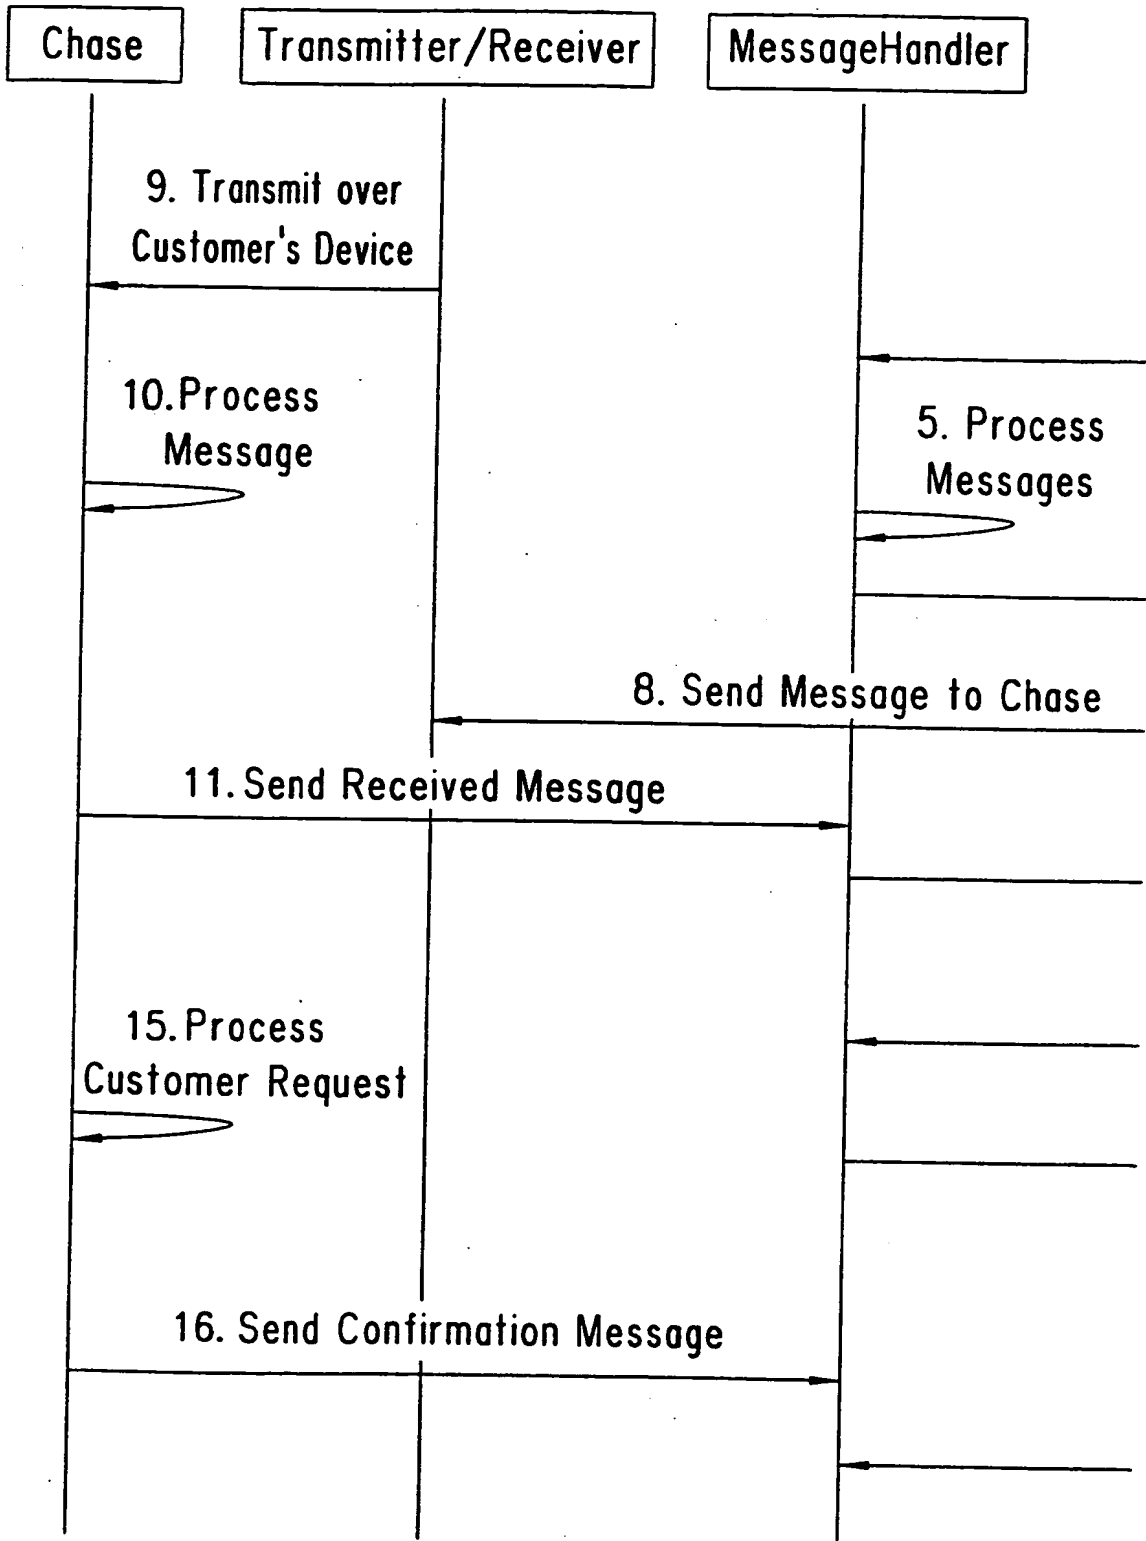 Chase
Transmitter/Receiver
MessageHandler
9. Transmit over
Customer's Device
10. Process
Message
5. Process
Messages
8. Send Message to Chase
11. Send Received Message
15. Process
Customer Request
16. Send Confirmation Message